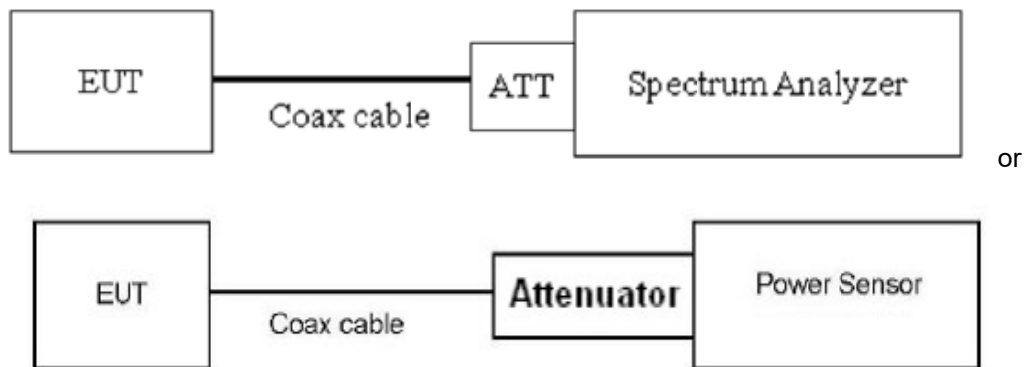 EUT
Coax cable
ATT
Spectrum Analyzer
or
EUT
Coax cable
Attenuator
Power Sensor